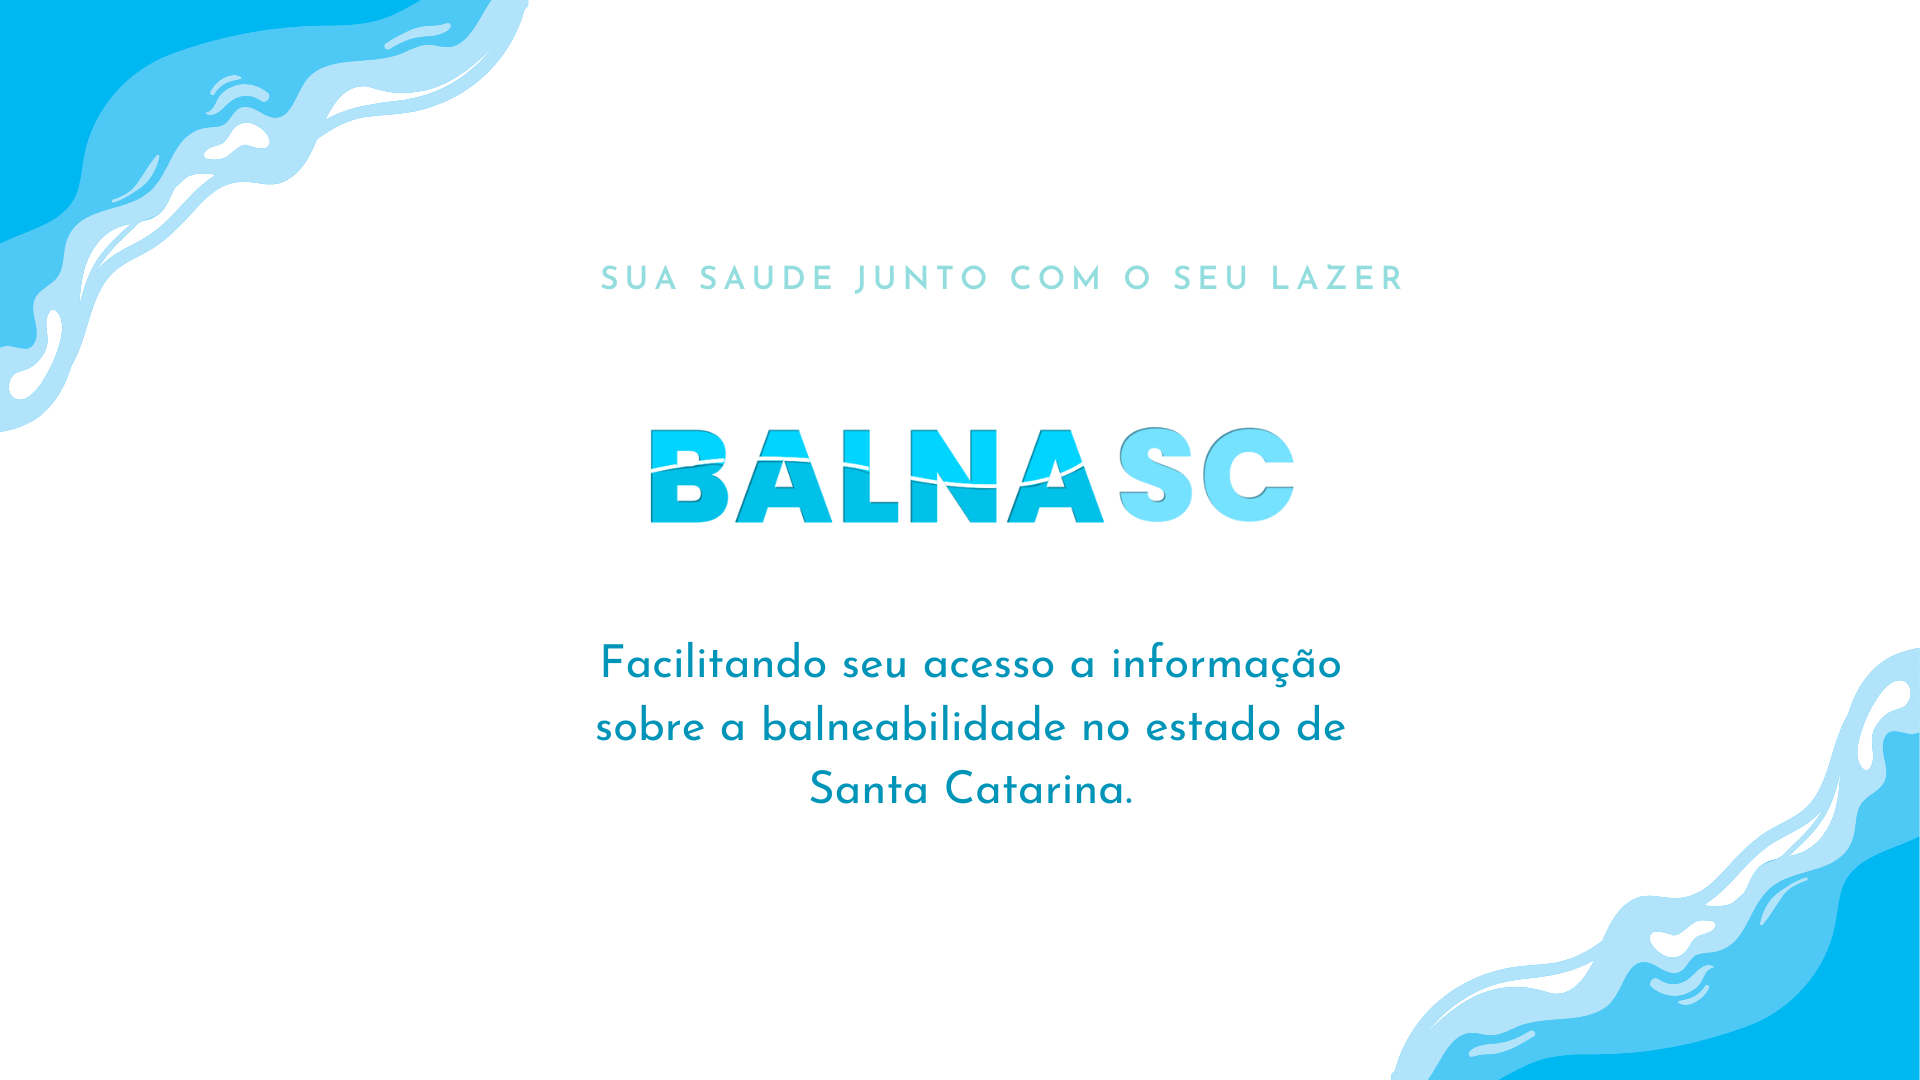 SUA SAUDE JUNTO COM O SEU LAZER
BALNASC
Facilitando seu acesso a informação
sobre a balneabilidade no estado de
Santa Catarina.